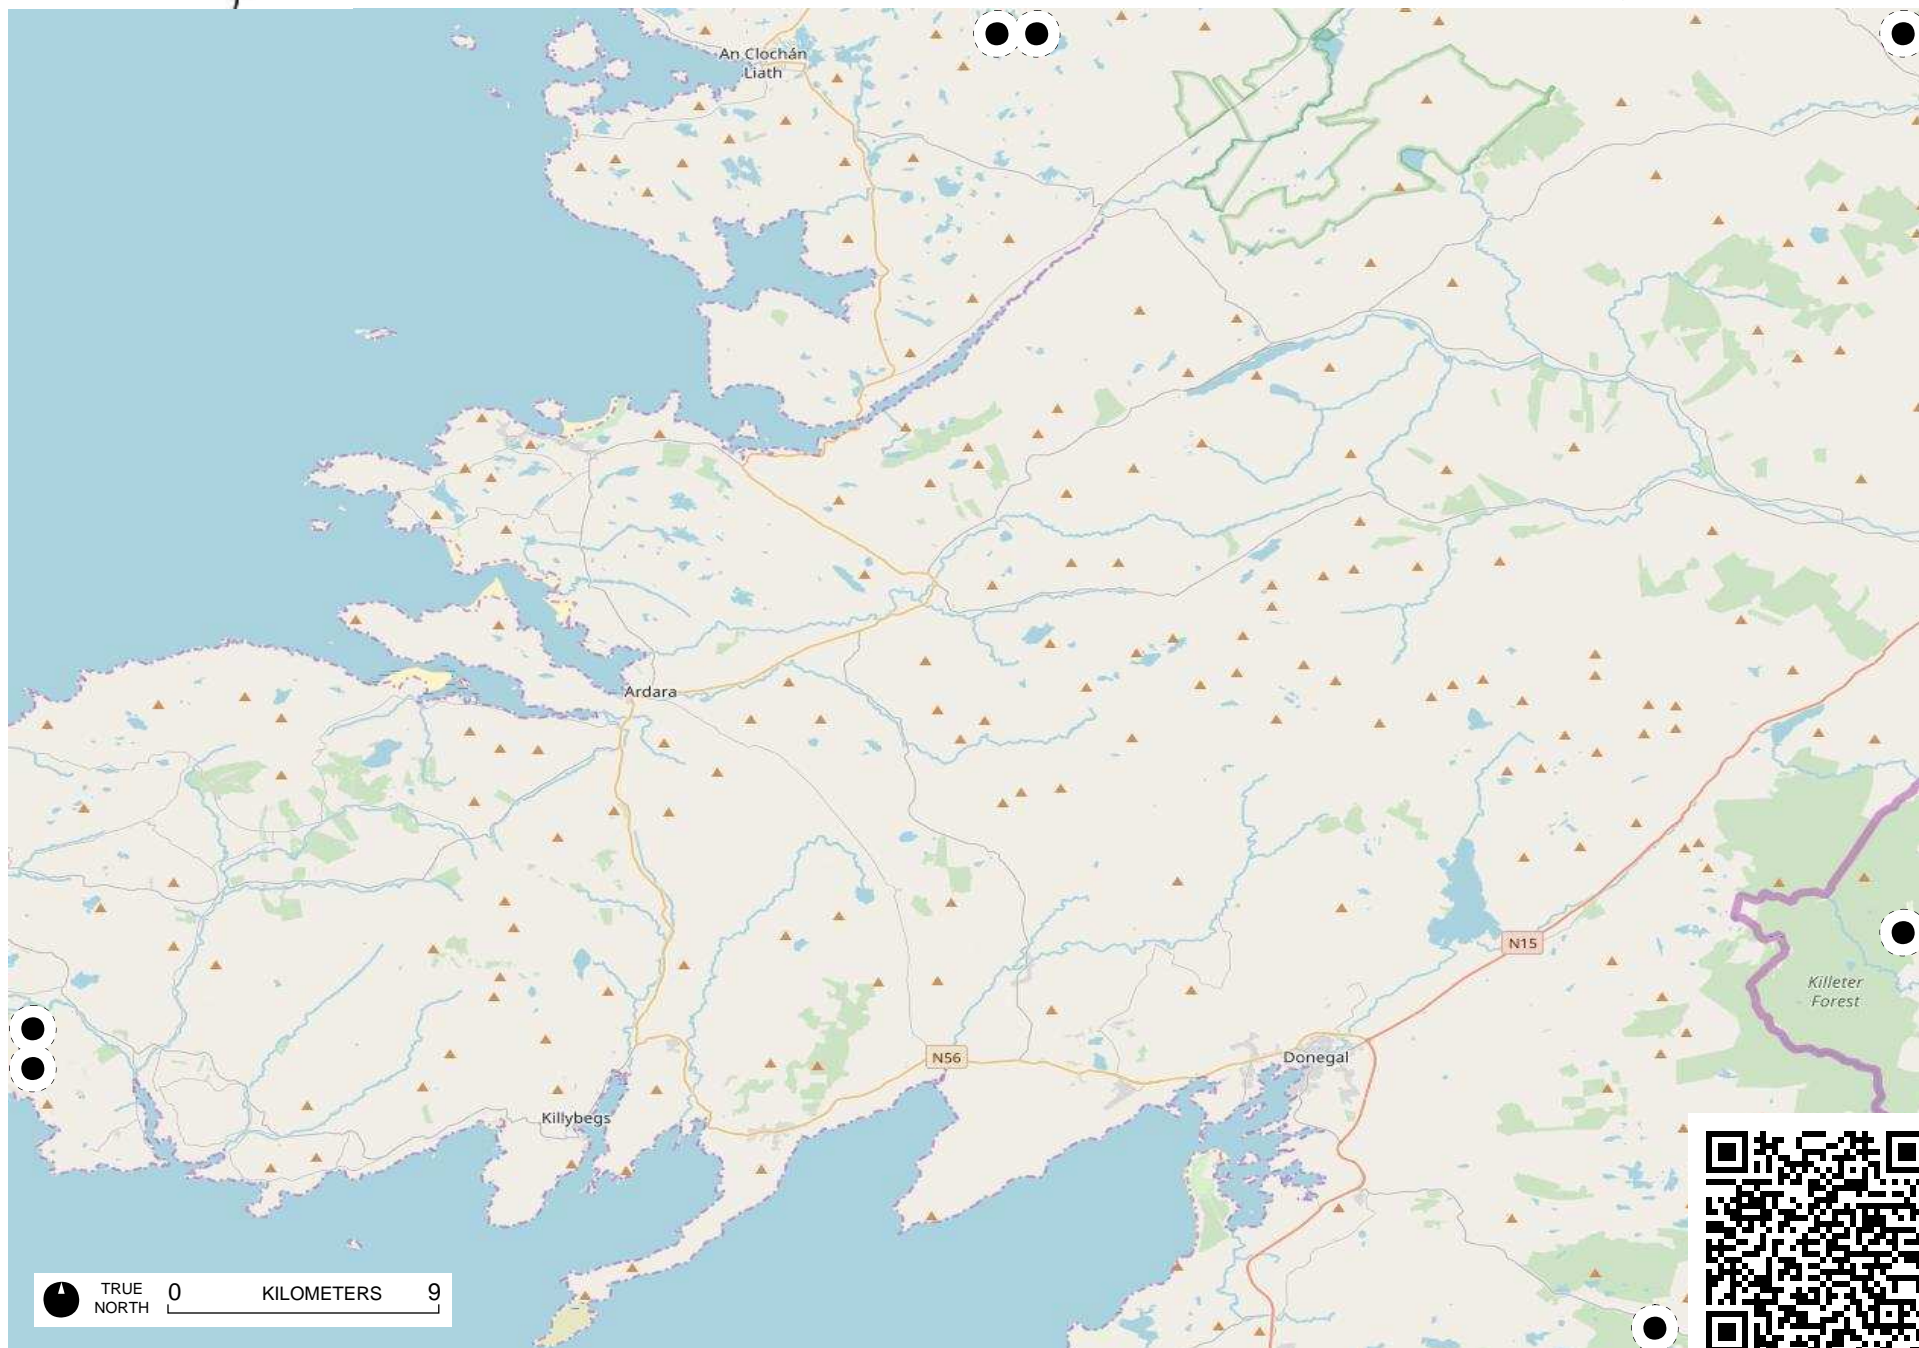 An Clochán
Liath
Ardara
N15
Killeter
Forest
N56
Donegal
Killybegs
TRUE
NORTH
0 KILOMETERS 9